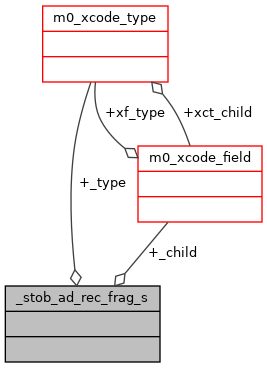 m0_xcode_type
+xf_type
+xct_child
m0_xcode_field
+_type
+_child
_stob_ad_rec_frag_s